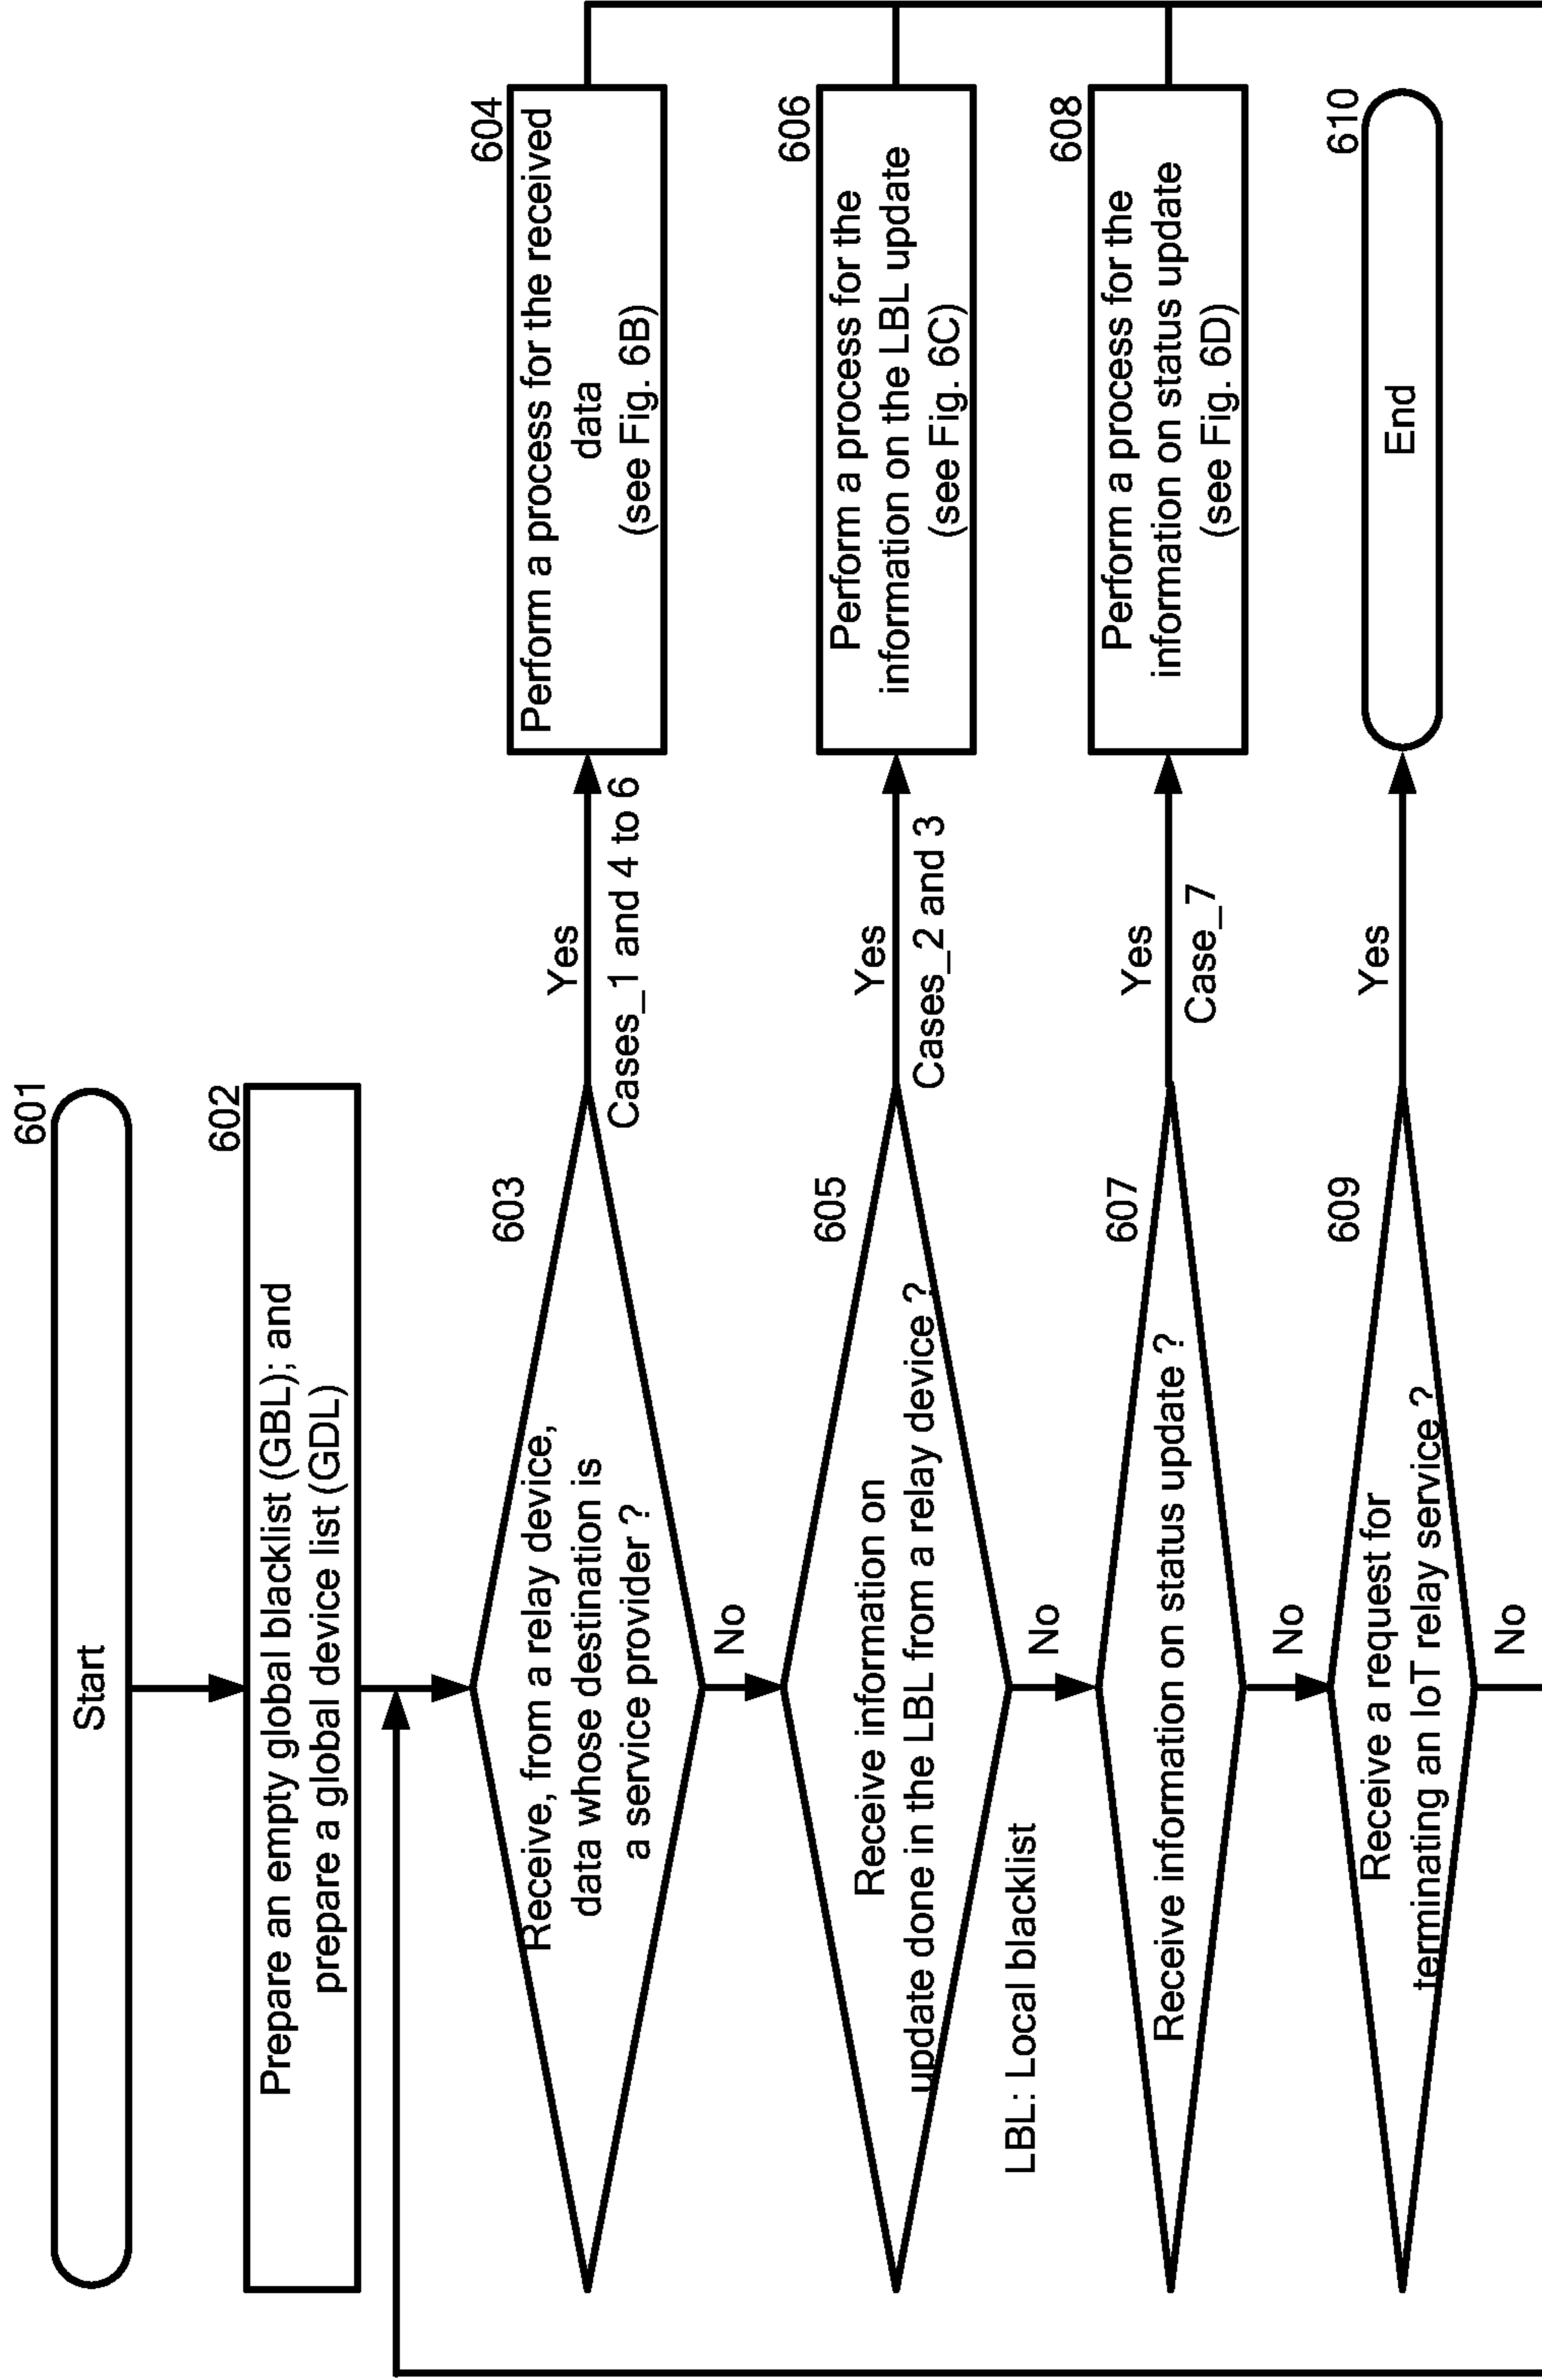 601
Start
602
Prepare an empty global blacklist (GBL); and
prepare a global device list (GDL)
603
Receive, from a relay device,
data whose destination is
a service provider ?
Yes
Cases_1 and 4 to 6
604
Perform a process for the received
data
(see Fig. 6B)
No
605
Receive information on
update done in the LBL from a relay device ?
Yes
Cases_2 and 3
606
Perform a process for the
information on the LBL update
(see Fig. 6C)
No
LBL: Local blacklist
607
Receive information on status update ?
Yes
Case_7
608
Perform a process for the
information on status update
(see Fig. 6D)
No
609
Receive a request for
terminating an IoT relay service ?
Yes
610
End
No